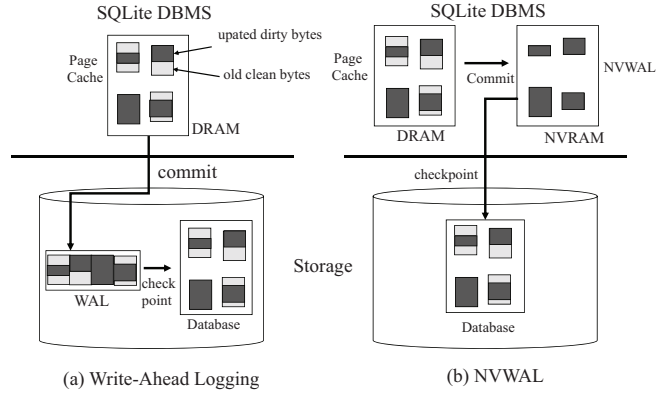 SQLite DBMS
upated dirty bytes
old clean bytes
Page
Cache
DRAM
commit
WAL
check
point
Database
(a) Write-Ahead Logging
Storage
SQLite DBMS
Page
Cache
DRAM
Commit
NVWAL
NVRAM
checkpoint
Database
(b) NVWAL